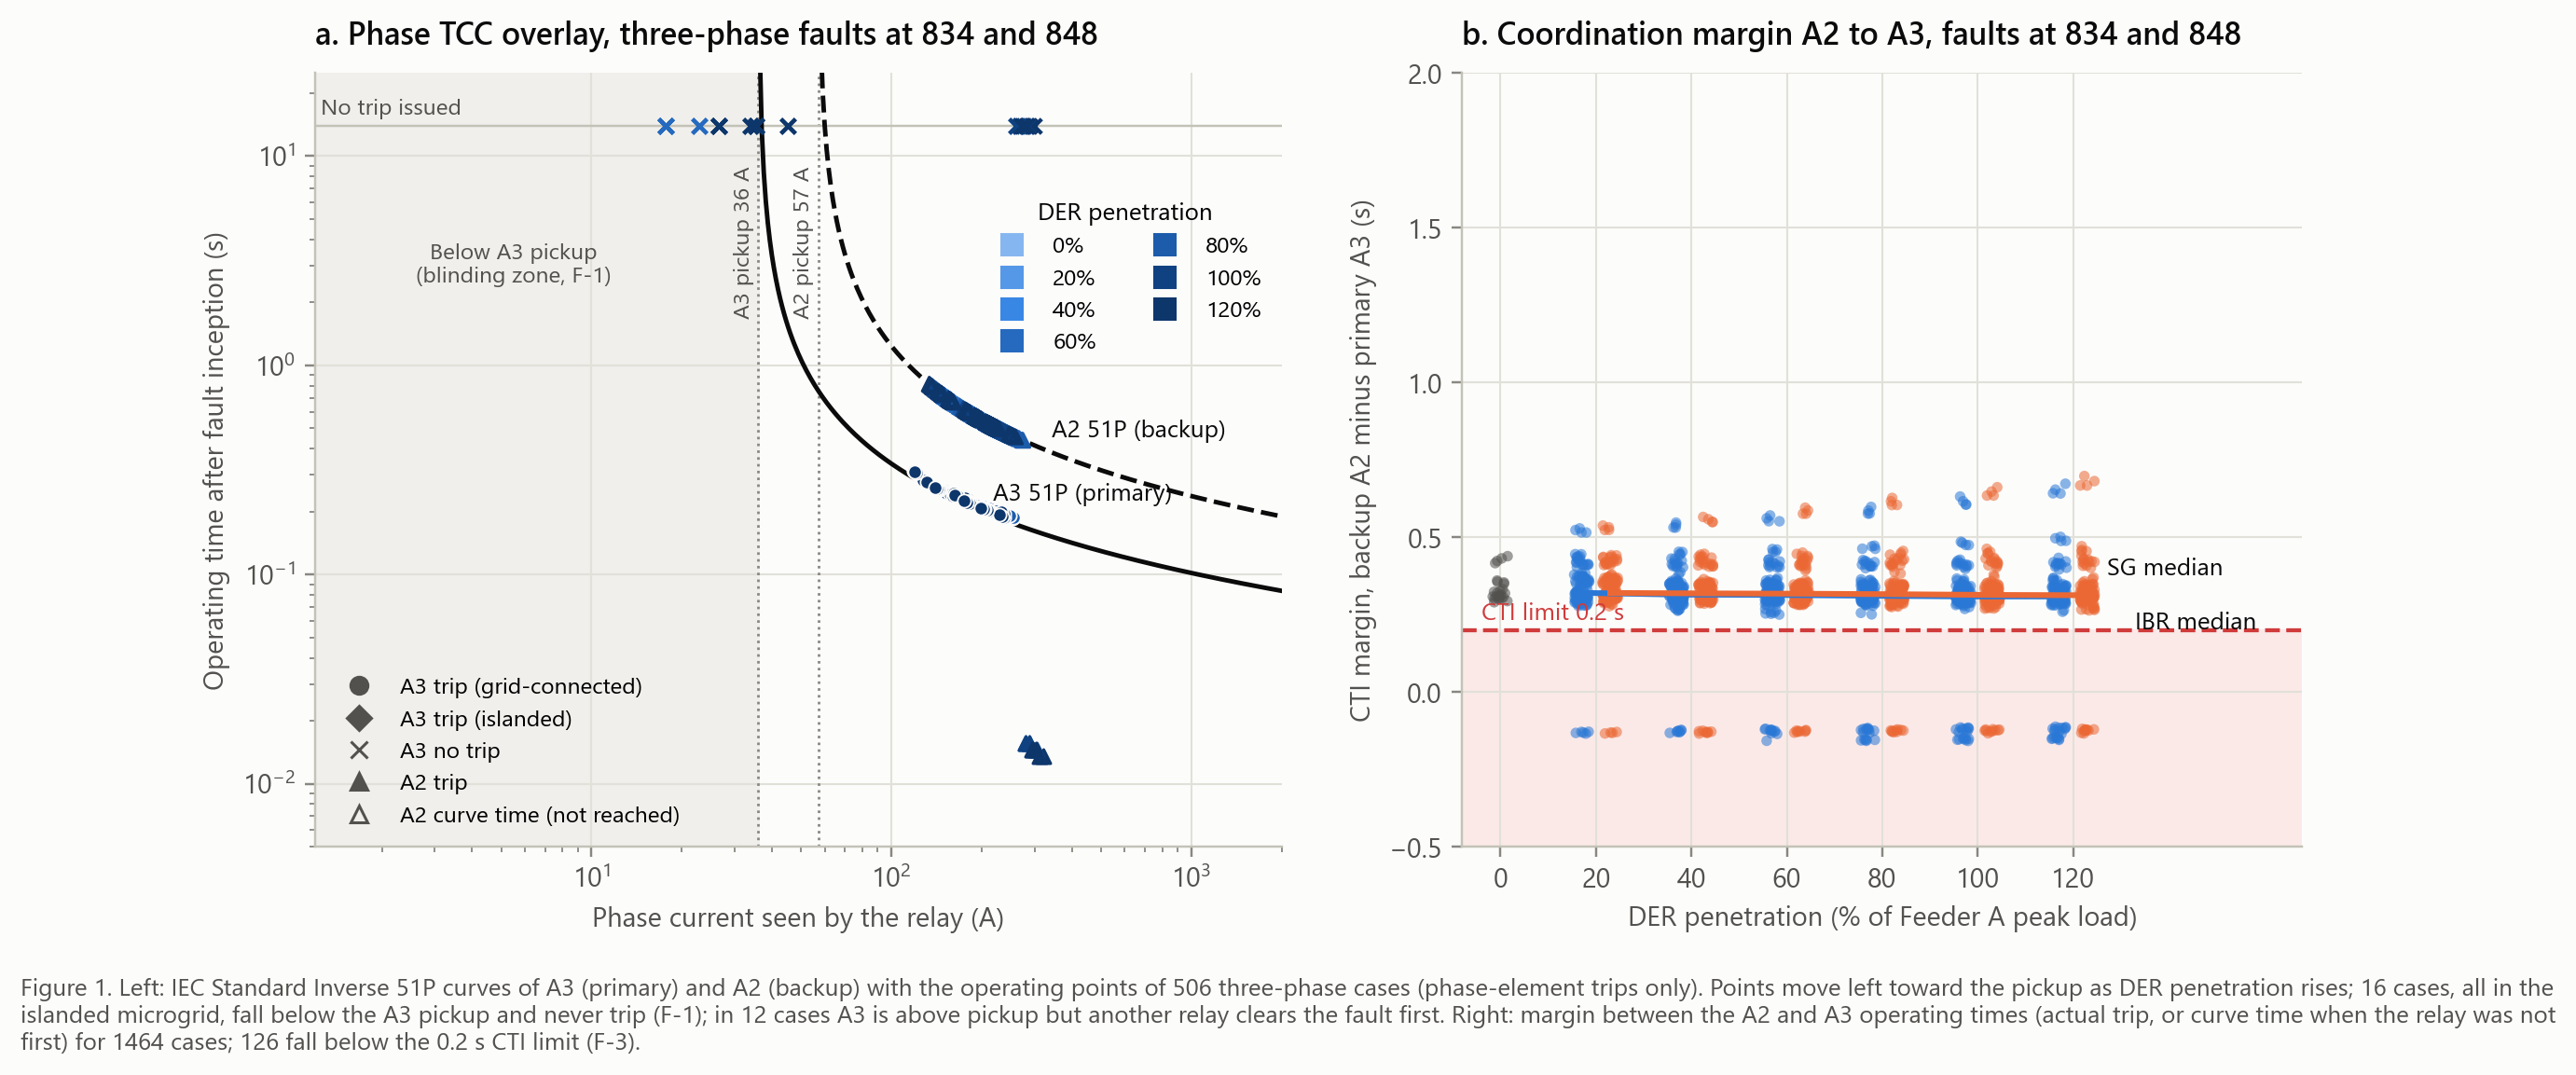 a. Phase TCC overlay, three-phase faults at 834 and 848
No trip issued
10¹
10⁰
10⁻¹
10⁻²
Operating time after fault inception (s)
Below A3 pickup
(blinding zone, F-1)
A3 pickup 36 A
A2 pickup 57 A
DER penetration
0%
20%
40%
60%
80%
100%
120%
A2 51P (backup)
A3 51P (primary)
A3 trip (grid-connected)
A3 trip (islanded)
A3 no trip
A2 trip
A2 curve time (not reached)
10¹
10²
10³
Phase current seen by the relay (A)
b. Coordination margin A2 to A3, faults at 834 and 848
2.0
1.5
1.0
0.5
0.0
−0.5
CTI margin, backup A2 minus primary A3 (s)
SG median
CTI limit 0.2 s
IBR median
0
20
40
60
80
100
120
DER penetration (% of Feeder A peak load)
Figure 1. Left: IEC Standard Inverse 51P curves of A3 (primary) and A2 (backup) with the operating points of 506 three-phase cases (phase-element trips only). Points move left toward the pickup as DER penetration rises; 16 cases, all in the
islanded microgrid, fall below the A3 pickup and never trip (F-1); in 12 cases A3 is above pickup but another relay clears the fault first. Right: margin between the A2 and A3 operating times (actual trip, or curve time when the relay was not
first) for 1464 cases; 126 fall below the 0.2 s CTI limit (F-3).